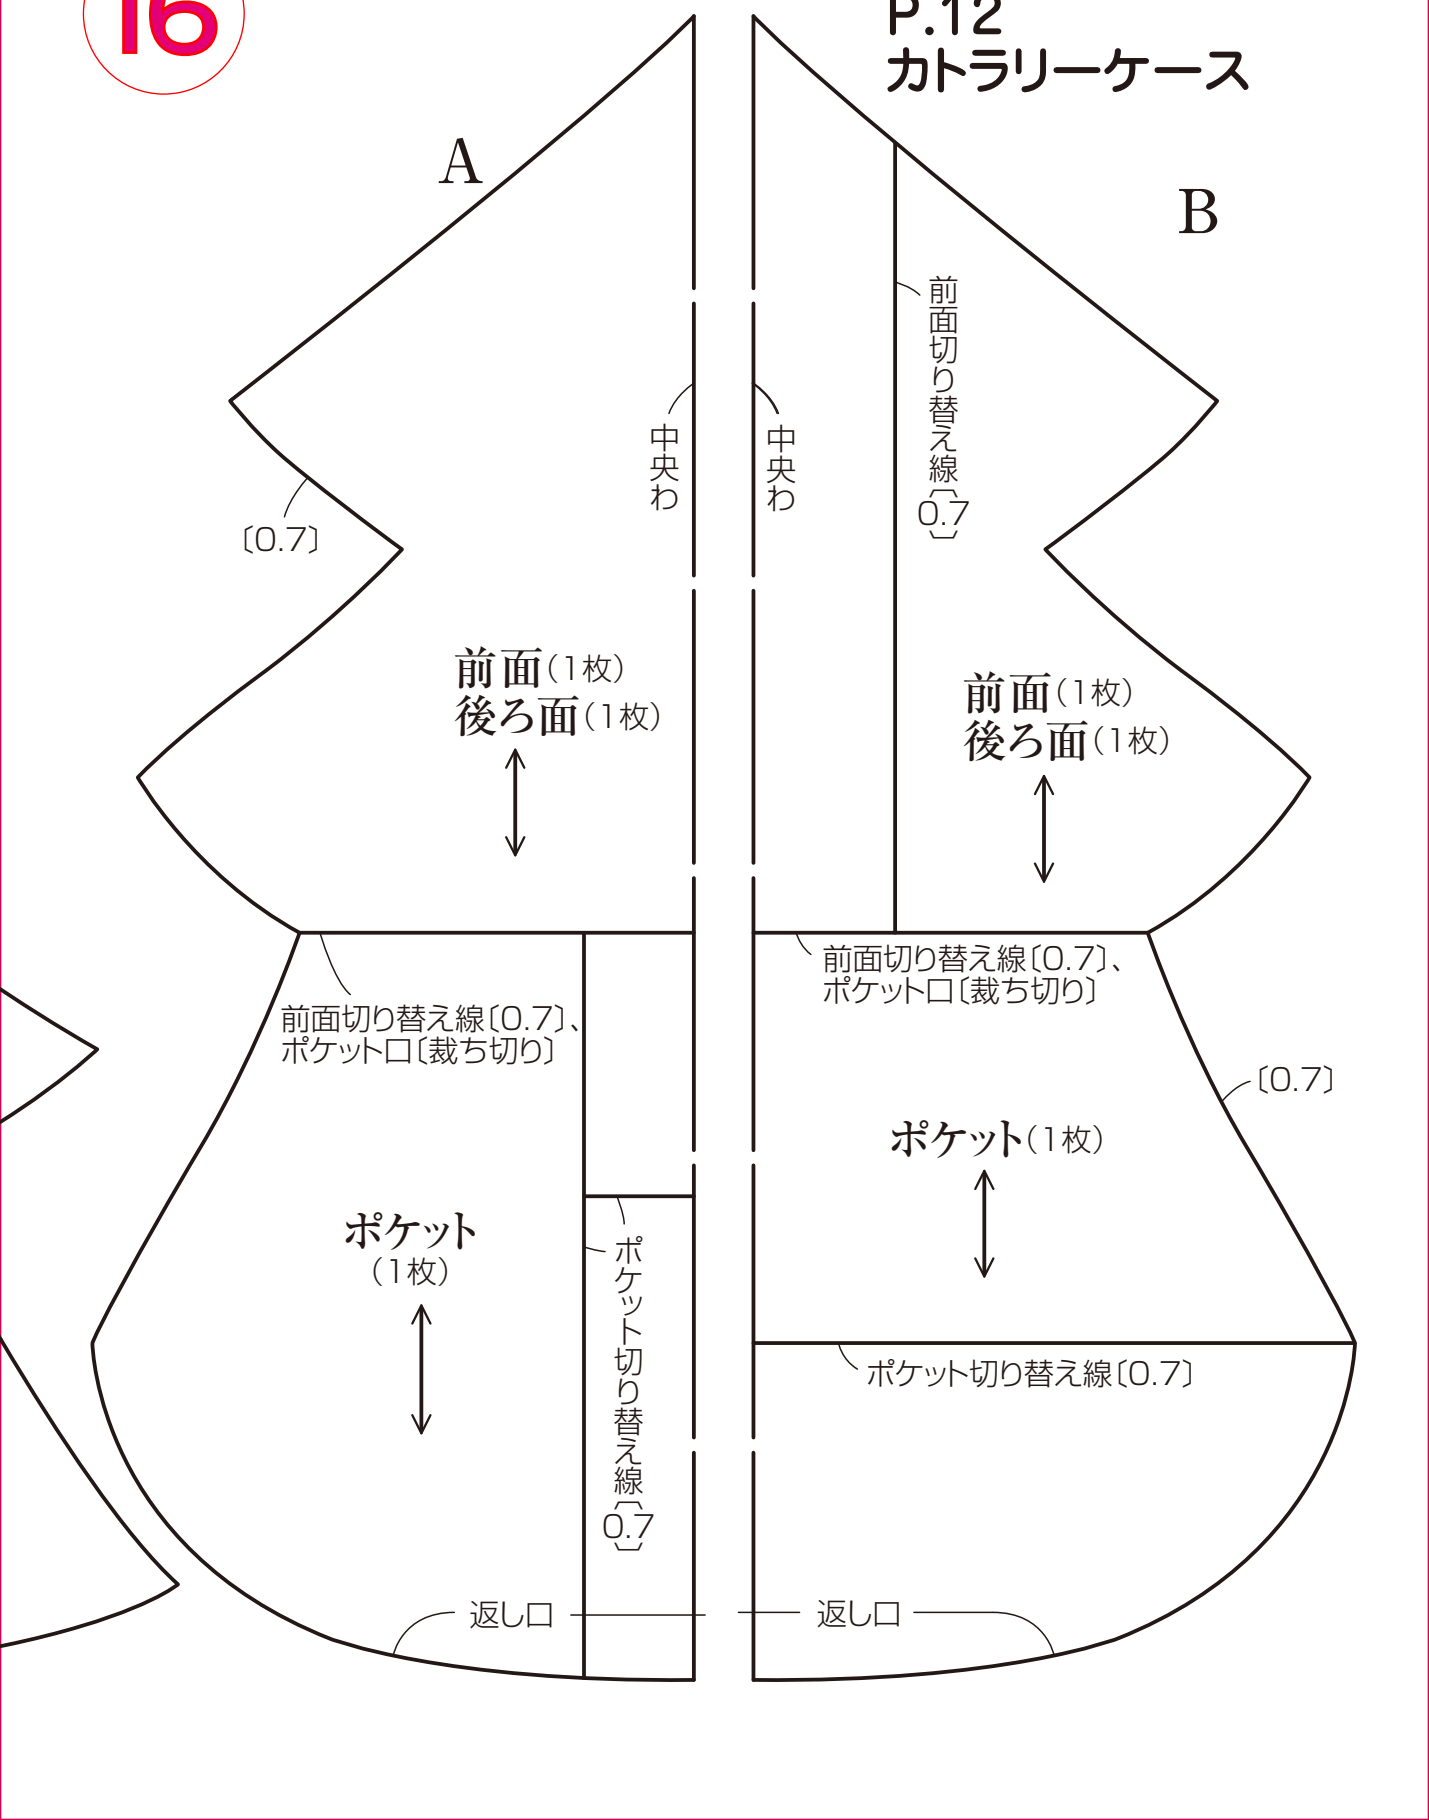 16
P.12
カトラリーケース
A
B
前面切り替え線〔0.7〕
中央わ
中央わ
〔0.7〕
前面(1枚)
後ろ面(1枚)
前面(1枚)
後ろ面(1枚)
前面切り替え線〔0.7〕、
ポケット口〔裁ち切り〕
前面切り替え線〔0.7〕、
ポケット口〔裁ち切り〕
〔0.7〕
ポケット(1枚)
ポケット
(1枚)
ポケット切り替え線〔0.7〕
ポケット切り替え線〔0.7〕
返し口
返し口